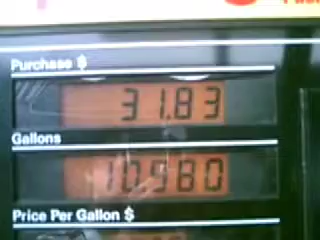 Purchase $
31.83
Gallons
10.980
Price Per Gallon $